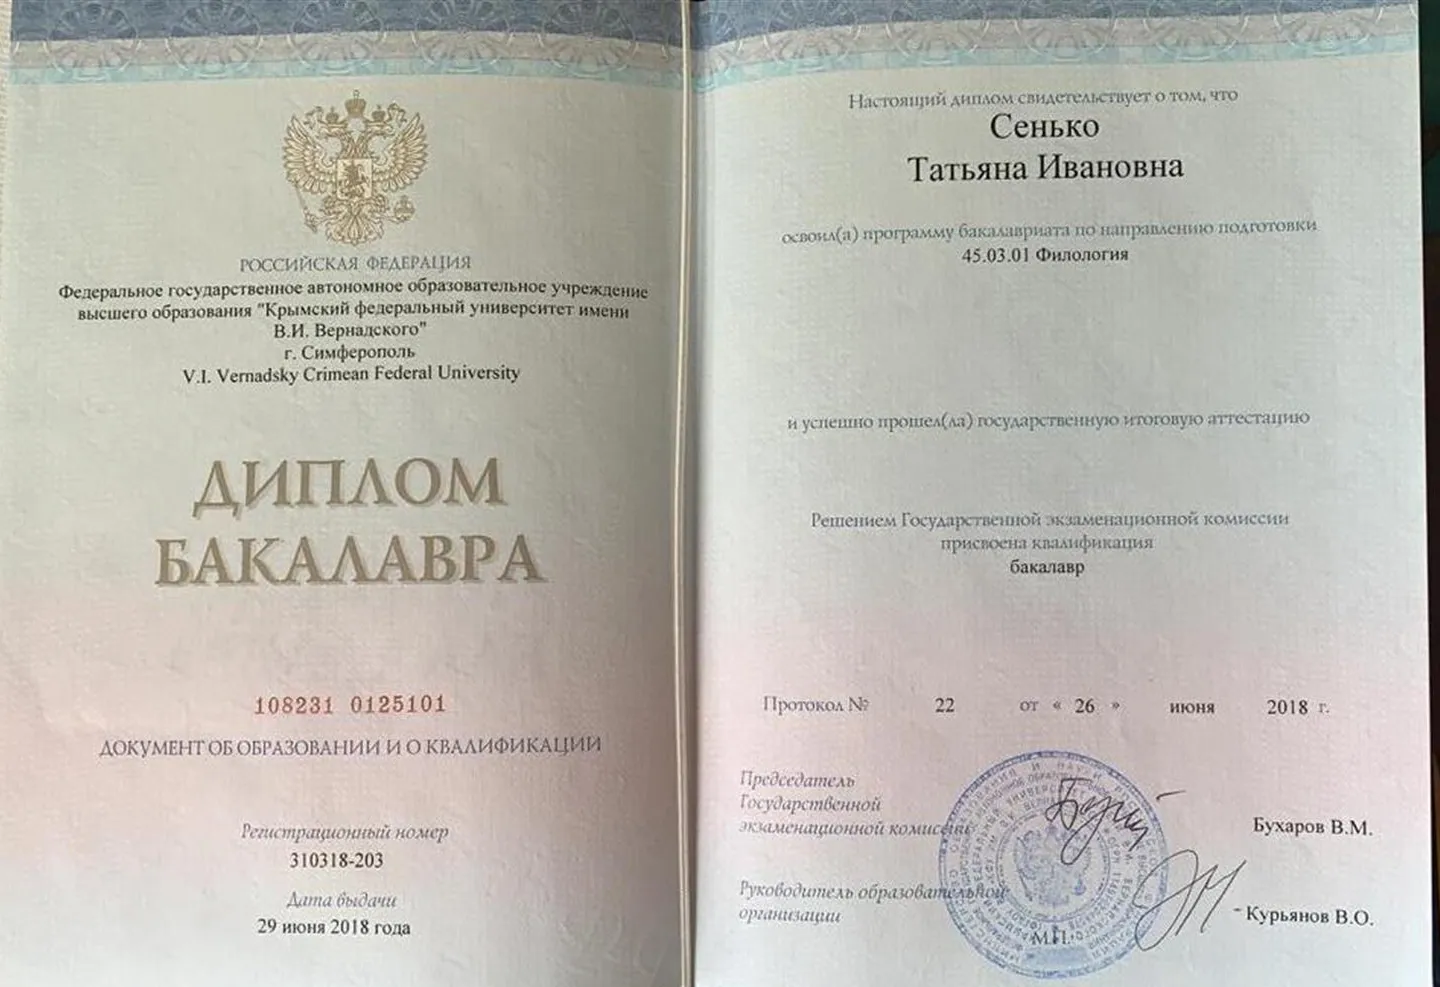 РОССИЙСКАЯ ФЕДЕРАЦИЯ
Федеральное государственное автономное образовательное учреждение
высшего образования "Крымский федеральный университет имени
В.И. Вернадского"
г. Симферополь
V.I. Vernadsky Crimean Federal University
ДИПЛОМ
БАКАЛАВРА
108231 0125101
ДОКУМЕНТ ОБ ОБРАЗОВАНИИ И О КВАЛИФИКАЦИИ
Регистрационный номер
310318-203
Дата выдачи
29 июня 2018 года
Настоящий диплом свидетельствует о том, что
Сенько
Татьяна Ивановна
освоил(а) программу бакалавриата по направлению подготовки
45.03.01 Филология
и успешно прошел(ла) государственную итоговую аттестацию
Решением Государственной экзаменационной комиссии
присвоена квалификация
бакалавр
Протокол № 22 от « 26 » июня 2018 г.
Председатель
Государственной
экзаменационной комиссии
Бухаров В.М.
Руководитель образовательной
организации
Курьянов В.О.
М.П.